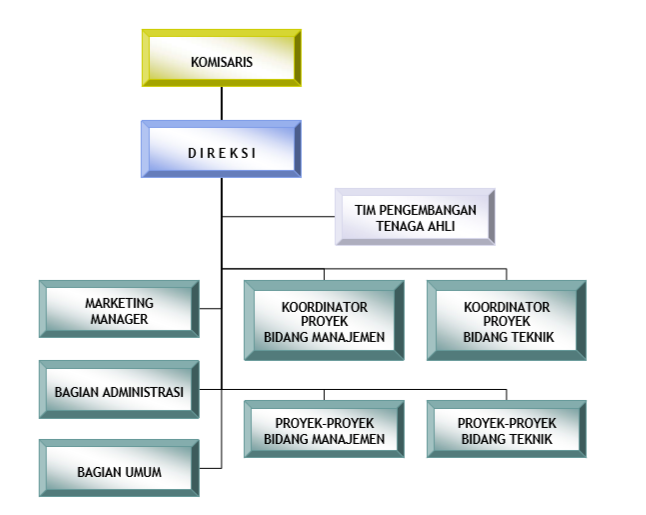 KOMISARIS
D I R E K S I
TIM PENGEMBANGAN
TENAGA AHLI
MARKETING
MANAGER
KOORDINATOR
PROYEK
BIDANG MANAJEMEN
KOORDINATOR
PROYEK
BIDANG TEKNIK
BAGIAN ADMINISTRASI
PROYEK-PROYEK
BIDANG MANAJEMEN
PROYEK-PROYEK
BIDANG TEKNIK
BAGIAN UMUM